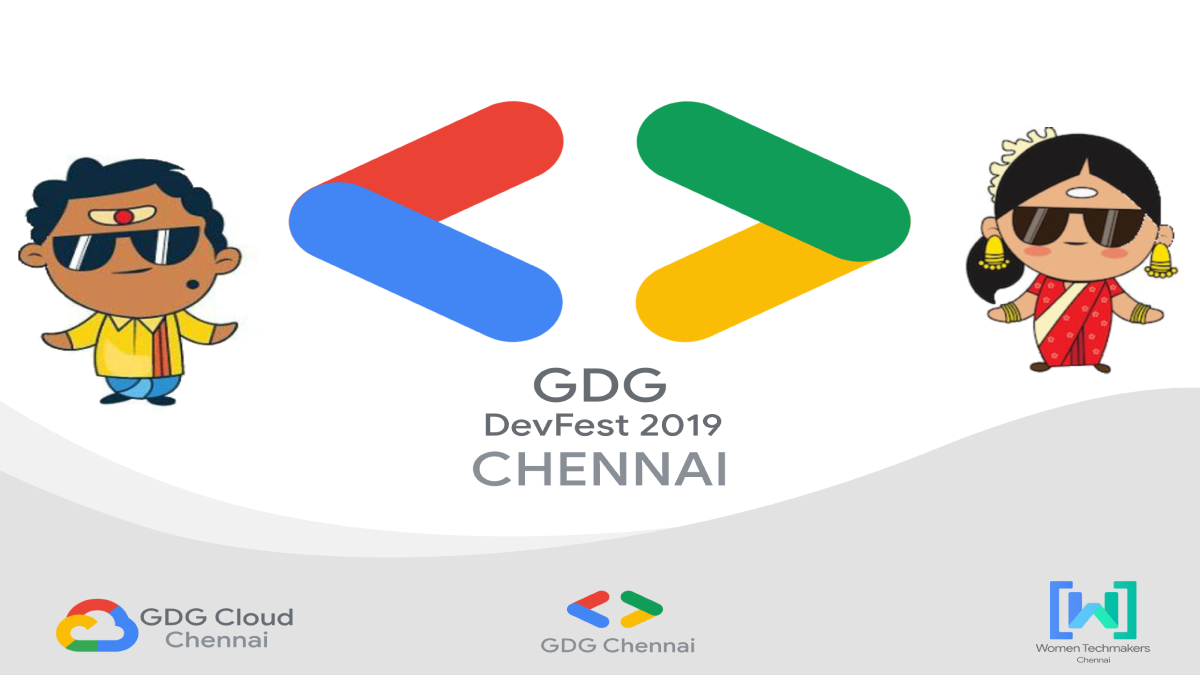 GDG
DevFest 2019
CHENNAI
GDG Cloud
Chennai
GDG Chennai
W
Women Techmakers
Chennai